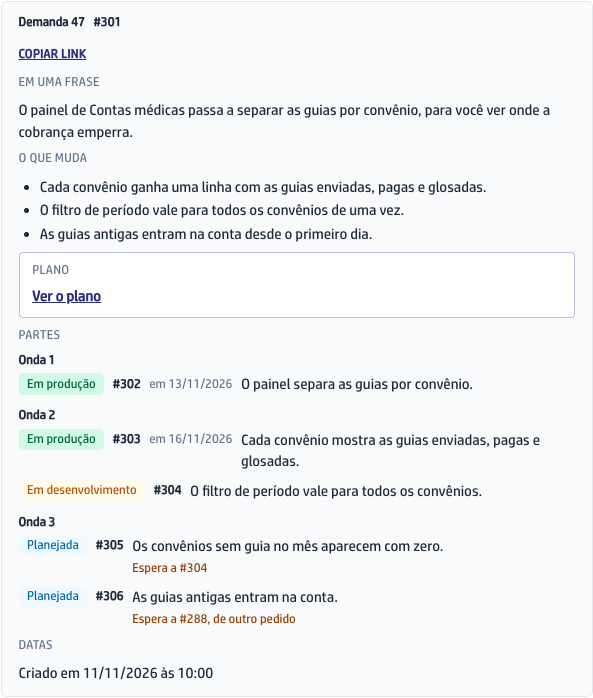 Demanda 47 #301
COPIAR LINK
EM UMA FRASE
O painel de Contas médicas passa a separar as guias por convênio, para você ver onde a
cobrança emperra.
O QUE MUDA
Cada convênio ganha uma linha com as guias enviadas, pagas e glosadas.
O filtro de período vale para todos os convênios de uma vez.
As guias antigas entram na conta desde o primeiro dia.
PLANO
Ver o plano
PARTES
Onda 1
Em produção #302 em 13/11/2026 O painel separa as guias por convênio.
Onda 2
Em produção #303 em 16/11/2026 Cada convênio mostra as guias enviadas, pagas e
glosadas.
Em desenvolvimento #304 O filtro de período vale para todos os convênios.
Onda 3
Planejada #305 Os convênios sem guia no mês aparecem com zero.
Espera a #304
Planejada #306 As guias antigas entram na conta.
Espera a #288, de outro pedido
DATAS
Criado em 11/11/2026 às 10:00